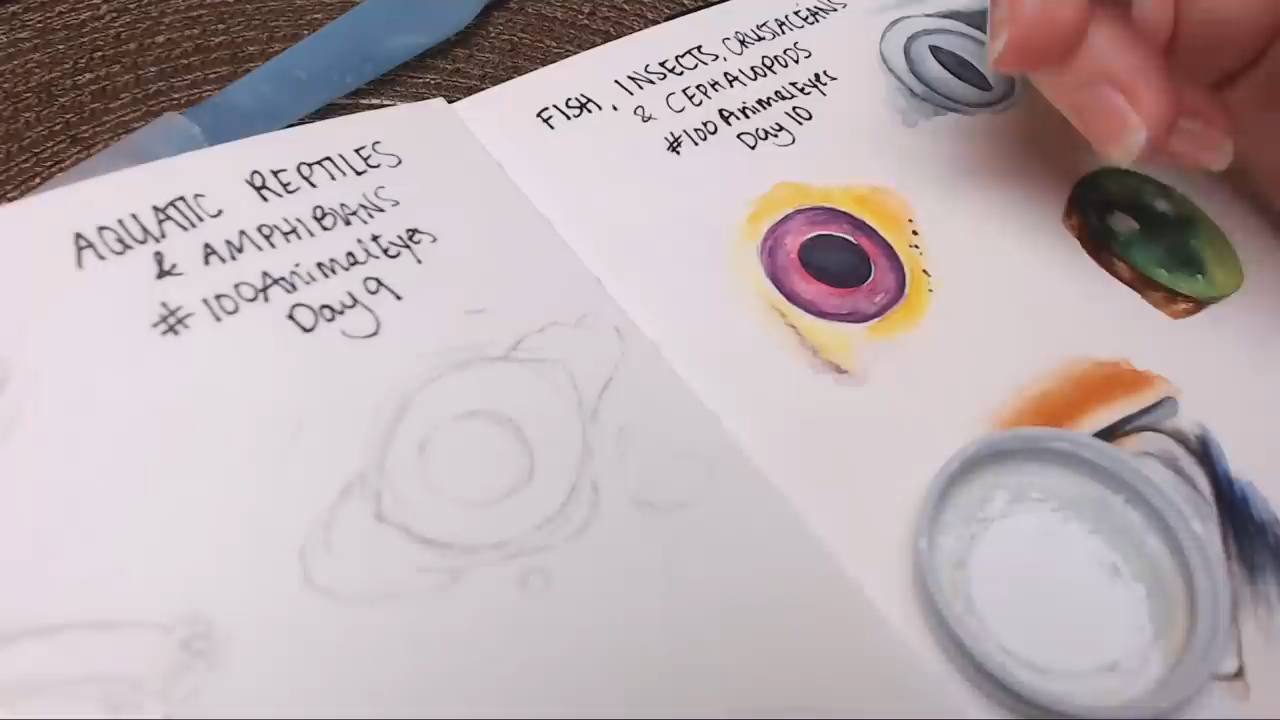 AQUATIC REPTILES
& AMPHIBIANS
#100AnimalEyes
Day 9
FISH, INSECTS, CRUSTACEANS
& CEPHALOPODS
#100AnimalEyes
Day 10